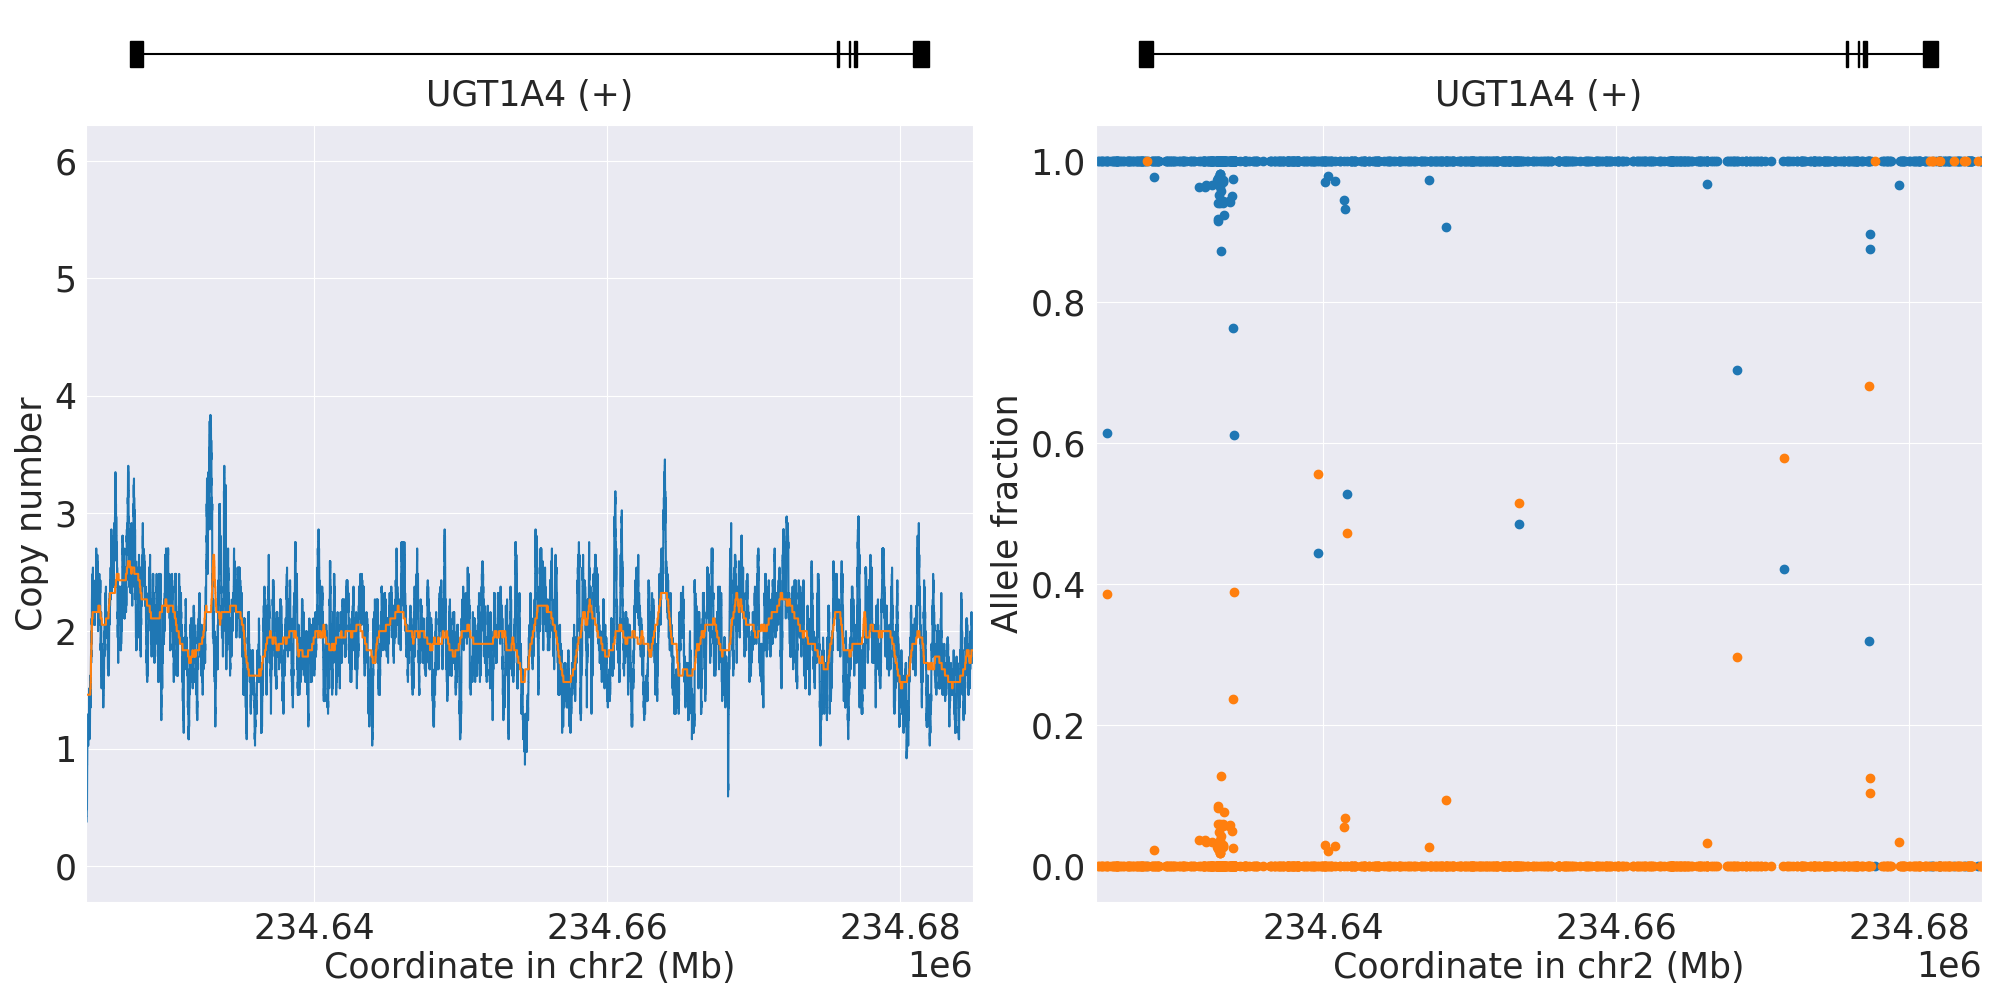 UGT1A4 (+)
6
5
4
3
2
1
0
Copy number
234.64 234.66 234.68
1e6
Coordinate in chr2 (Mb)
UGT1A4 (+)
1.0
0.8
0.6
0.4
0.2
0.0
Allele fraction
234.64 234.66 234.68
1e6
Coordinate in chr2 (Mb)